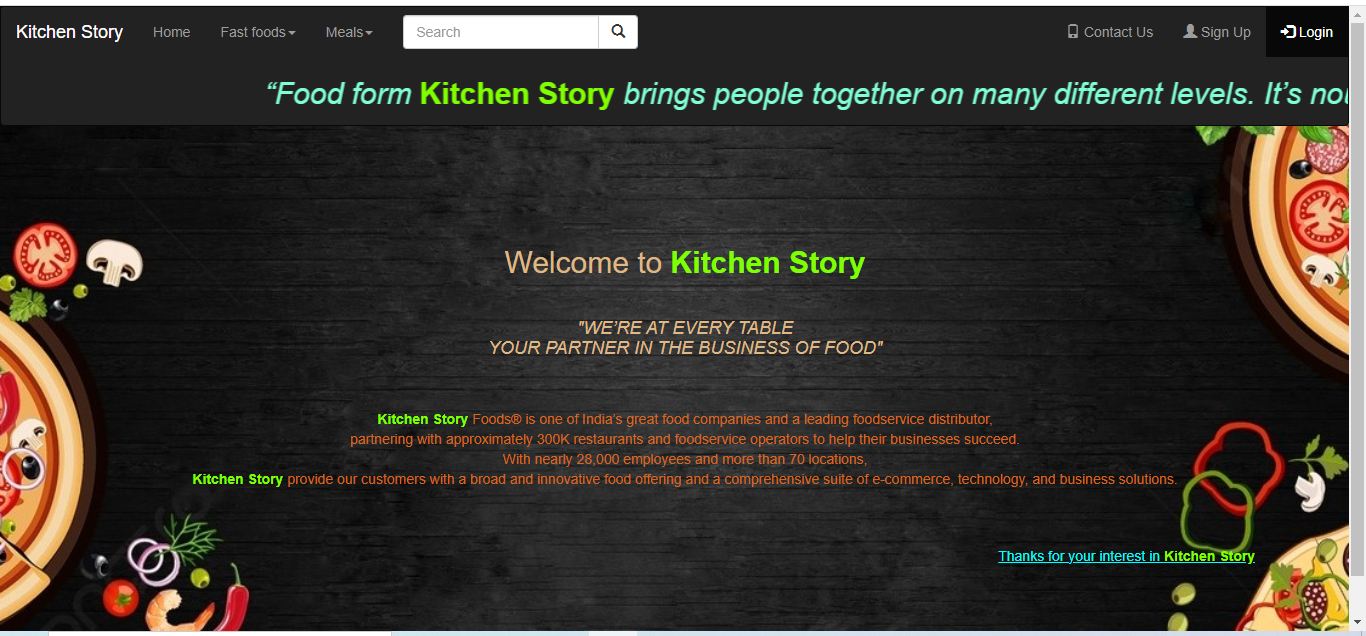 Kitchen Story Home Fast foods Meals Search Contact Us Sign Up Login
“Food form Kitchen Story brings people together on many different levels. It’s
Welcome to Kitchen Story
"WE’RE AT EVERY TABLE
YOUR PARTNER IN THE BUSINESS OF FOOD"
Kitchen Story Foods® is one of India’s great food companies and a leading foodservice distributor,
partnering with approximately 300K restaurants and foodservice operators to help their businesses succeed.
With nearly 28,000 employees and more than 70 locations,
Kitchen Story provide our customers with a broad and innovative food offering and a comprehensive suite of e-commerce, technology, and business solutions.
Thanks for your interest in Kitchen Story